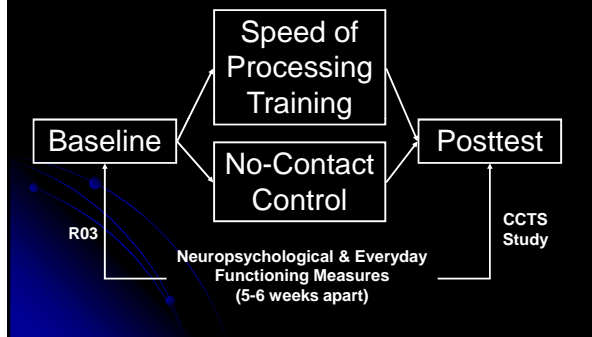 Speed of
Processing
Training
Baseline
Posttest
No-Contact
Control
R03
CCTS
Study
Neuropsychological & Everyday
Functioning Measures
(5-6 weeks apart)